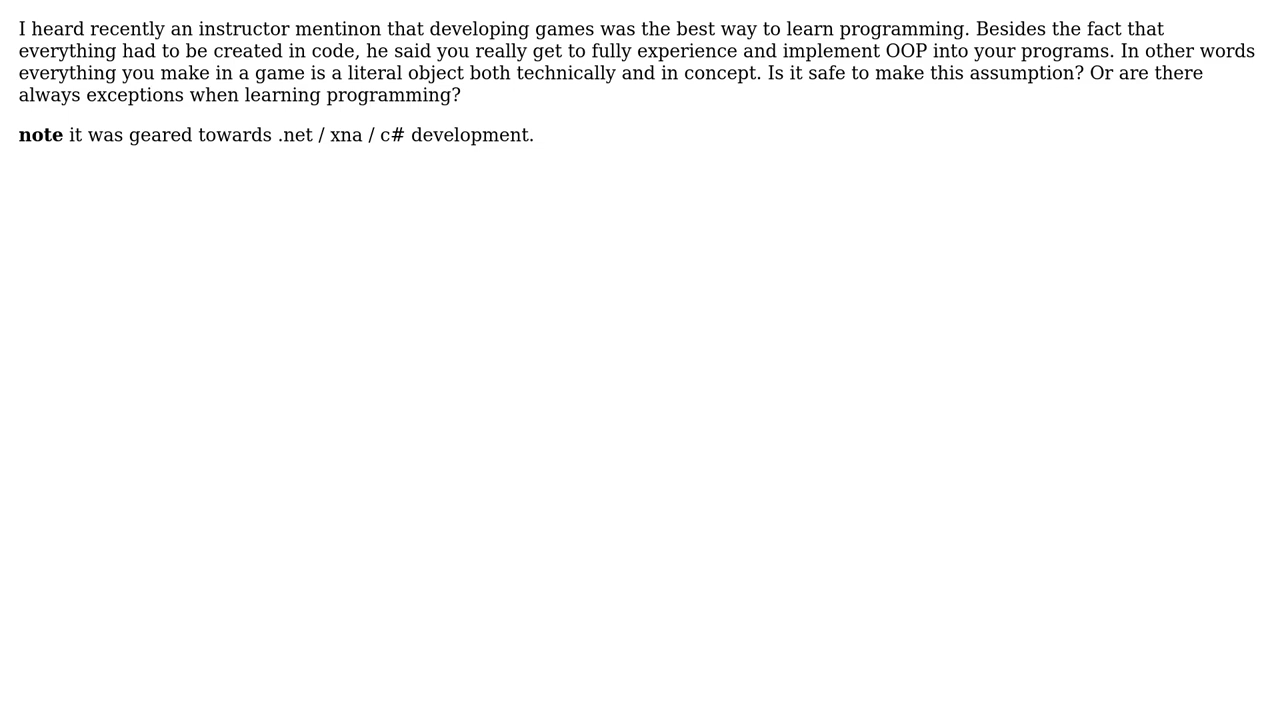 I heard recently an instructor mentinon that developing games was the best way to learn programming. Besides the fact that
everything had to be created in code, he said you really get to fully experience and implement OOP into your programs. In other words
everything you make in a game is a literal object both technically and in concept. Is it safe to make this assumption? Or are there
always exceptions when learning programming?
note it was geared towards .net / xna / c# development.